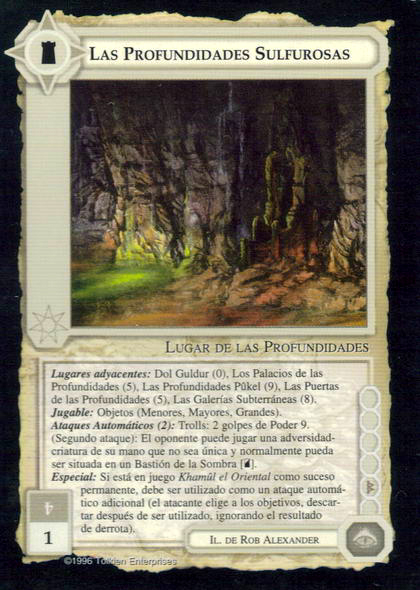 Las Profundidades Sulfurosas
Lugar de las Profundidades
Lugares adyacentes: Dol Guldur (0), Los Palacios de las
Profundidades (5), Las Profundidades Pûkel (9), Las Puertas
de las Profundidades (5), Las Galerías Subterráneas (8).
Jugable: Objetos (Menores, Mayores, Grandes).
Ataques Automáticos (2): Trolls: 2 golpes de Poder 9.
(Segundo ataque): El oponente puede jugar una adversidad-
criatura de su mano que no sea única y normalmente pueda
ser situada en un Bastión de la Sombra [].
Especial: Si está en juego Khamûl el Oriental como suceso
permanente, debe ser utilizado como un ataque automá-
tico adicional (el atacante elige a los objetivos, descar-
tar después de ser utilizado, ignorando el resultado
de derrota).
4
1
Il. de Rob Alexander
©1996 Tolkien Enterprises